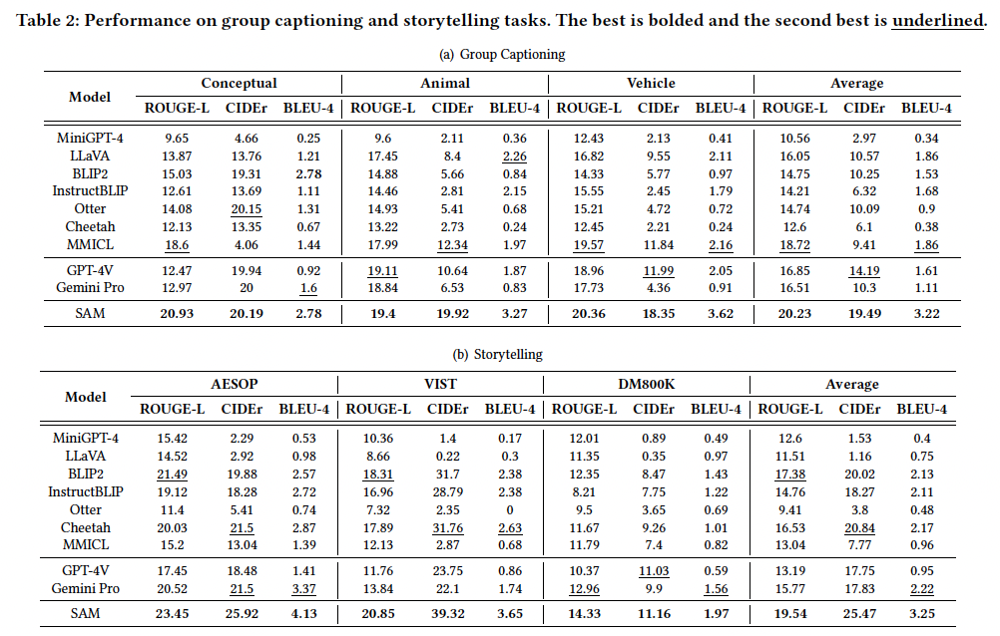 Table 2: Performance on group captioning and storytelling tasks. The best is bolded and the second best is underlined.
(a) Group Captioning
Model Conceptual Animal Vehicle Average
ROUGE-L CIDEr BLEU-4 ROUGE-L CIDEr BLEU-4 ROUGE-L CIDEr BLEU-4 ROUGE-L CIDEr BLEU-4
MiniGPT-4 9.65 4.66 0.25 9.6 2.11 0.36 12.43 2.13 0.41 10.56 2.97 0.34
LLaVA 13.87 13.76 1.21 17.45 8.4 2.26 16.82 9.55 2.11 16.05 10.57 1.86
BLIP2 15.03 19.31 2.78 14.88 5.66 0.84 14.33 5.77 0.97 14.75 10.25 1.53
InstructBLIP 12.61 13.69 1.11 14.46 2.81 2.15 15.55 2.45 1.79 14.21 6.32 1.68
Otter 14.08 20.15 1.31 14.93 5.41 0.68 15.21 4.72 0.72 14.74 10.09 0.9
Cheetah 12.13 13.35 0.67 13.22 2.73 0.24 12.45 2.21 0.24 12.6 6.1 0.38
MMICL 18.6 4.06 1.44 17.99 12.34 1.97 19.57 11.84 2.16 18.72 9.41 1.86
GPT-4V 12.47 19.94 0.92 19.11 10.64 1.87 18.96 11.99 2.05 16.85 14.19 1.61
Gemini Pro 12.97 20 1.6 18.84 6.53 0.83 17.73 4.36 0.91 16.51 10.3 1.11
SAM 20.93 20.19 2.78 19.4 19.92 3.27 20.36 18.35 3.62 20.23 19.49 3.22
(b) Storytelling
Model AESOP VIST DM800K Average
ROUGE-L CIDEr BLEU-4 ROUGE-L CIDEr BLEU-4 ROUGE-L CIDEr BLEU-4 ROUGE-L CIDEr BLEU-4
MiniGPT-4 15.42 2.29 0.53 10.36 1.4 0.17 12.01 0.89 0.49 12.6 1.53 0.4
LLaVA 14.52 2.92 0.98 8.66 0.22 0.3 11.35 0.35 0.97 11.51 1.16 0.75
BLIP2 21.49 19.88 2.57 18.31 31.7 2.38 12.35 8.47 1.43 17.38 20.02 2.13
InstructBLIP 19.12 18.28 2.72 16.96 28.79 2.38 8.21 7.75 1.22 14.76 18.27 2.11
Otter 11.4 5.41 0.74 7.32 2.35 0 9.5 3.65 0.69 9.41 3.8 0.48
Cheetah 20.03 21.5 2.87 17.89 31.76 2.63 11.67 9.26 1.01 16.53 20.84 2.17
MMICL 15.2 13.04 1.39 12.13 2.87 0.68 11.79 7.4 0.82 13.04 7.77 0.96
GPT-4V 17.45 18.48 1.41 11.76 23.75 0.86 10.37 11.03 0.59 13.19 17.75 0.95
Gemini Pro 20.52 21.5 3.37 13.84 22.1 1.74 12.96 9.9 1.56 15.77 17.83 2.22
SAM 23.45 25.92 4.13 20.85 39.32 3.65 14.33 11.16 1.97 19.54 25.47 3.25